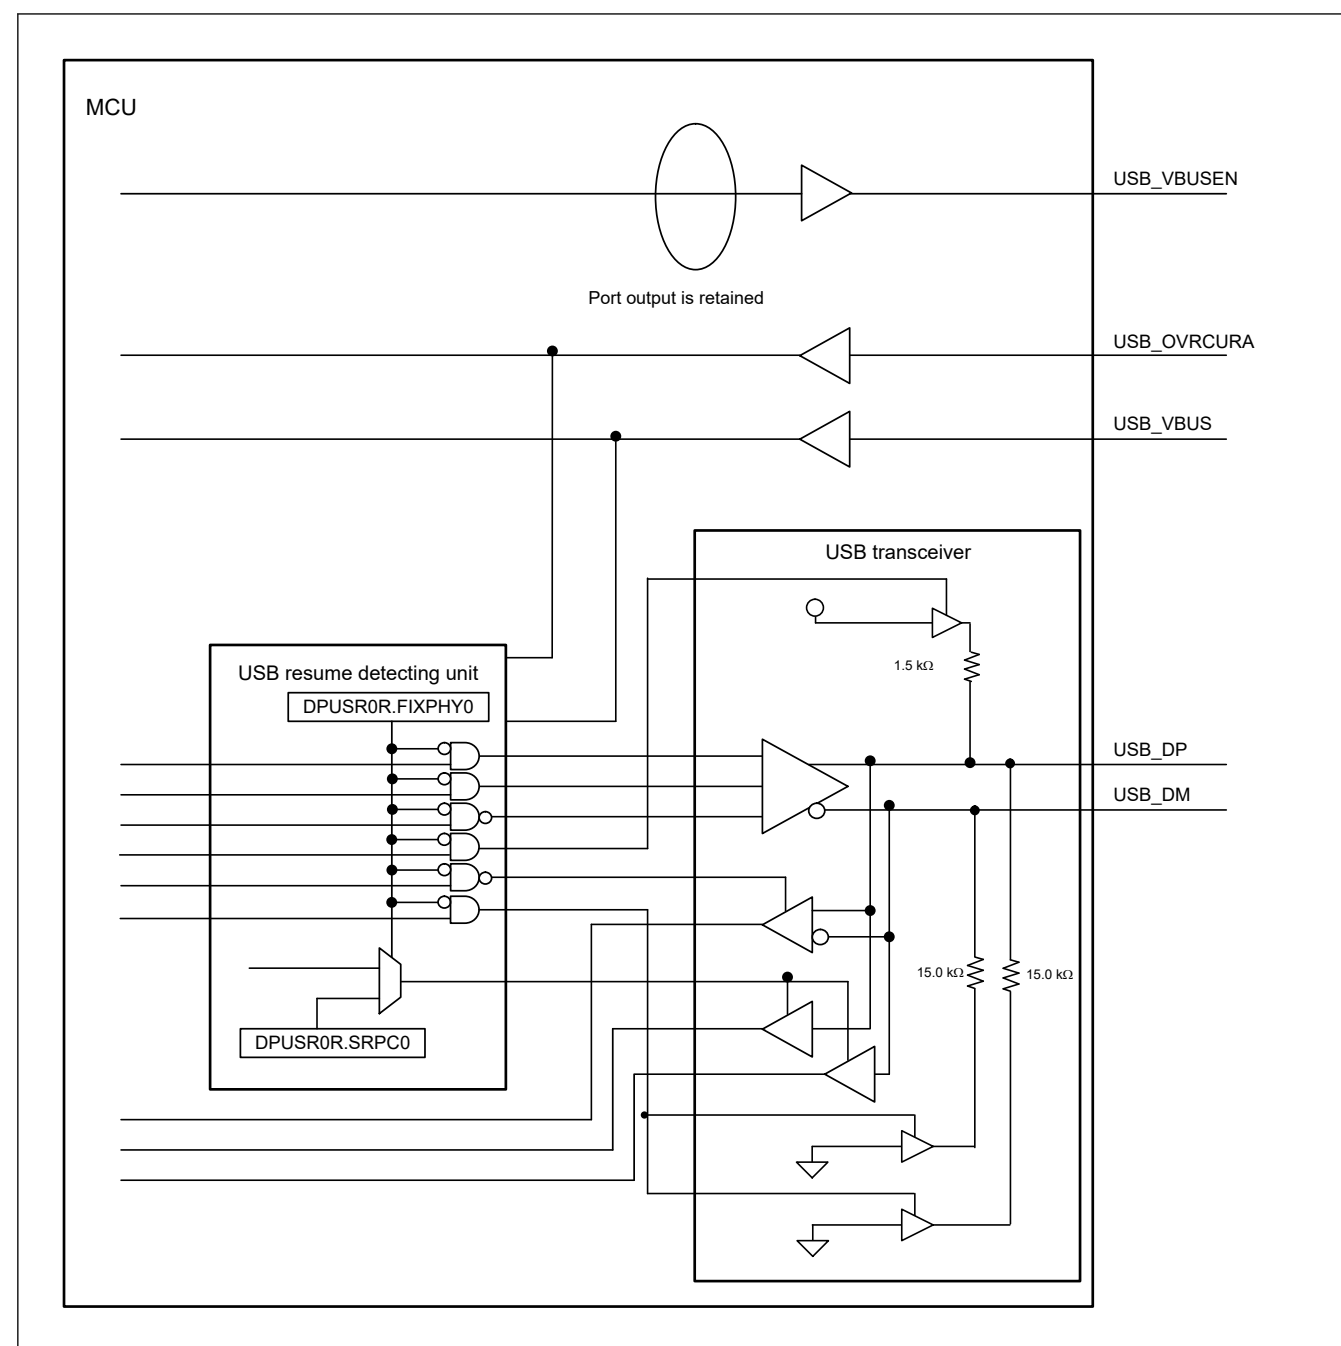 MCU
USB_VBUSEN
Port output is retained
USB_OVRCURA
USB_VBUS
USB transceiver
1.5 kΩ
USB resume detecting unit
DPUSR0R.FIXPHY0
USB_DP
USB_DM
15.0 kΩ
15.0 kΩ
DPUSR0R.SRPC0